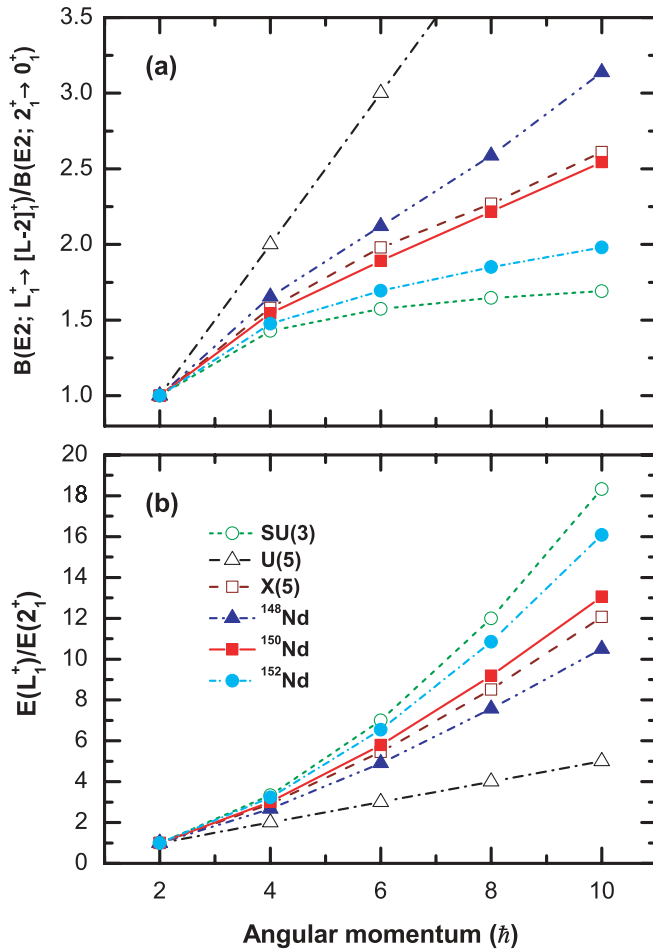 3.5
(a)
3.0
2.5
2.0
1.5
1.0
B(E2; L₁⁺→ [L-2]₁⁺)/B(E2; 2₁⁺→ 0₁⁺)
20
(b)
18
16
14
12
10
8
6
4
2
0
SU(3)
U(5)
X(5)
¹⁴⁸Nd
¹⁵⁰Nd
¹⁵²Nd
E(L₁⁺)/E(2₁⁺)
2 4 6 8 10
Angular momentum (ℏ)